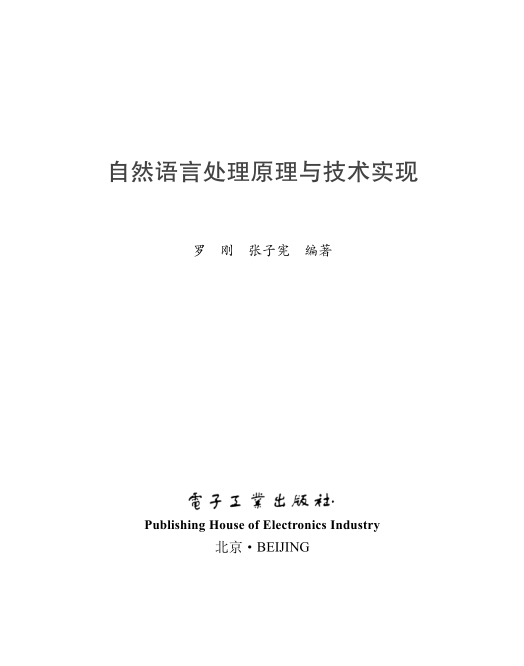 自然语言处理原理与技术实现
罗　刚　张子宪　编著
電子工業出版社
Publishing House of Electronics Industry
北京·BEIJING